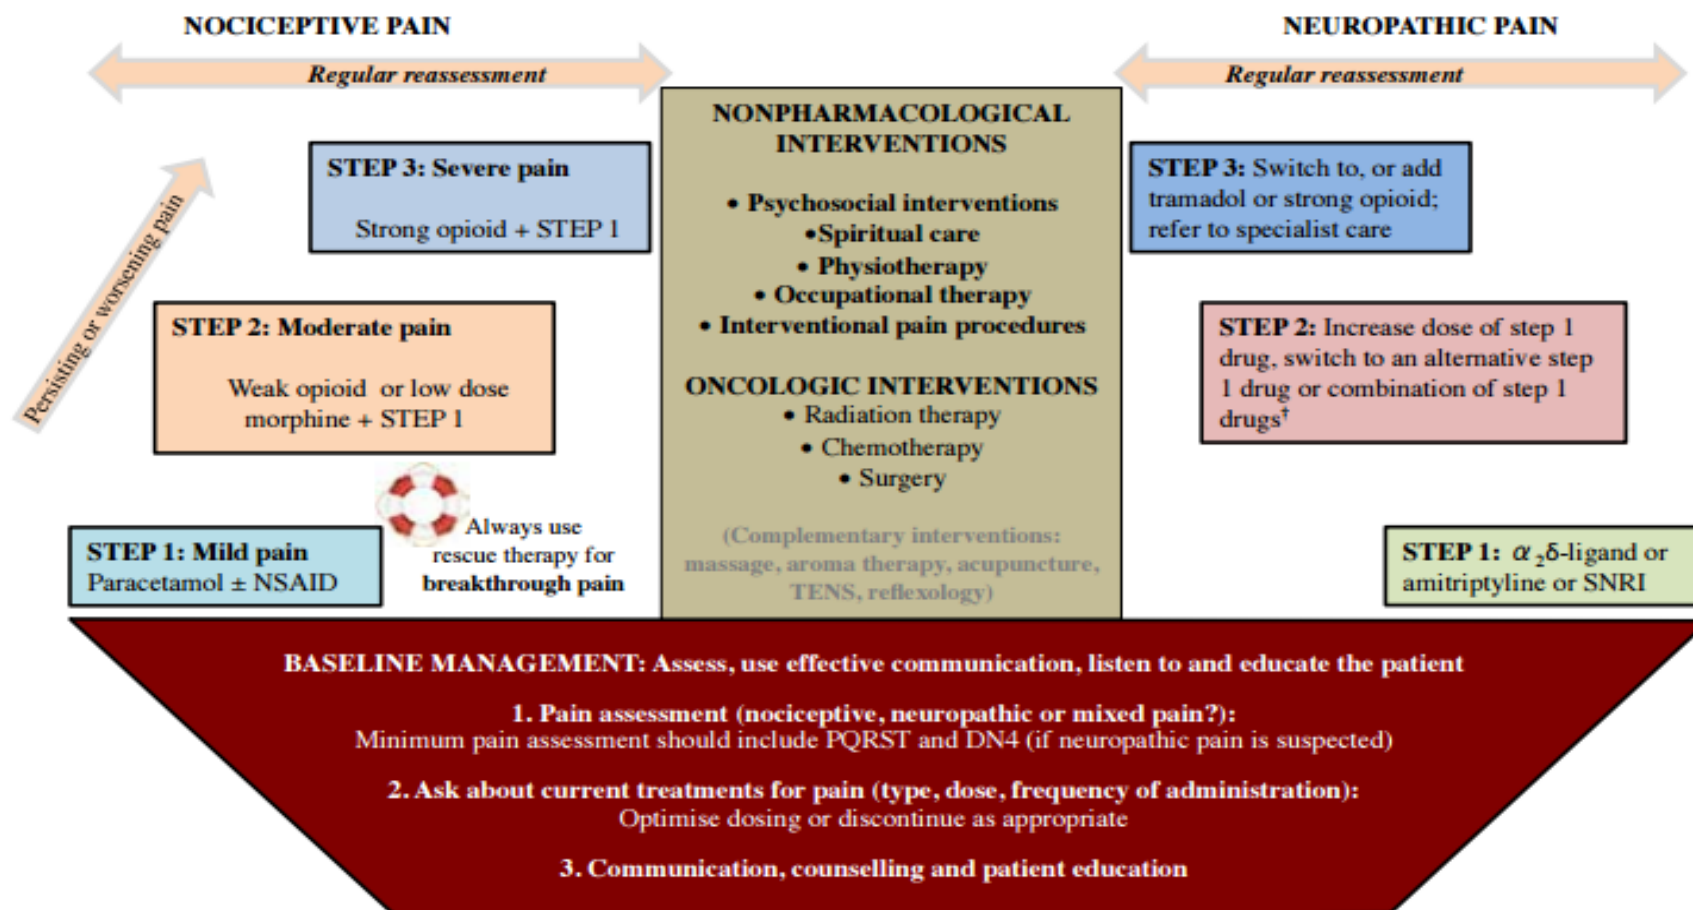 NOCICEPTIVE PAIN
Regular reassessment
NEUROPATHIC PAIN
Regular reassessment
Persisting or worsening pain
STEP 3: Severe pain
Strong opioid + STEP 1
STEP 2: Moderate pain
Weak opioid or low dose
morphine + STEP 1
STEP 1: Mild pain
Paracetamol ± NSAID
Always use
rescue therapy for
breakthrough pain
NONPHARMACOLOGICAL
INTERVENTIONS
• Psychosocial interventions
•Spiritual care
• Physiotherapy
• Occupational therapy
• Interventional pain procedures
ONCOLOGIC INTERVENTIONS
• Radiation therapy
• Chemotherapy
• Surgery
(Complementary interventions:
massage, aroma therapy, acupuncture,
TENS, reflexology)
STEP 3: Switch to, or add
tramadol or strong opioid;
refer to specialist care
STEP 2: Increase dose of step 1
drug, switch to an alternative step
1 drug or combination of step 1
drugs†
STEP 1: α₂δ-ligand or
amitriptyline or SNRI
BASELINE MANAGEMENT: Assess, use effective communication, listen to and educate the patient
1. Pain assessment (nociceptive, neuropathic or mixed pain?):
Minimum pain assessment should include PQRST and DN4 (if neuropathic pain is suspected)
2. Ask about current treatments for pain (type, dose, frequency of administration):
Optimise dosing or discontinue as appropriate
3. Communication, counselling and patient education